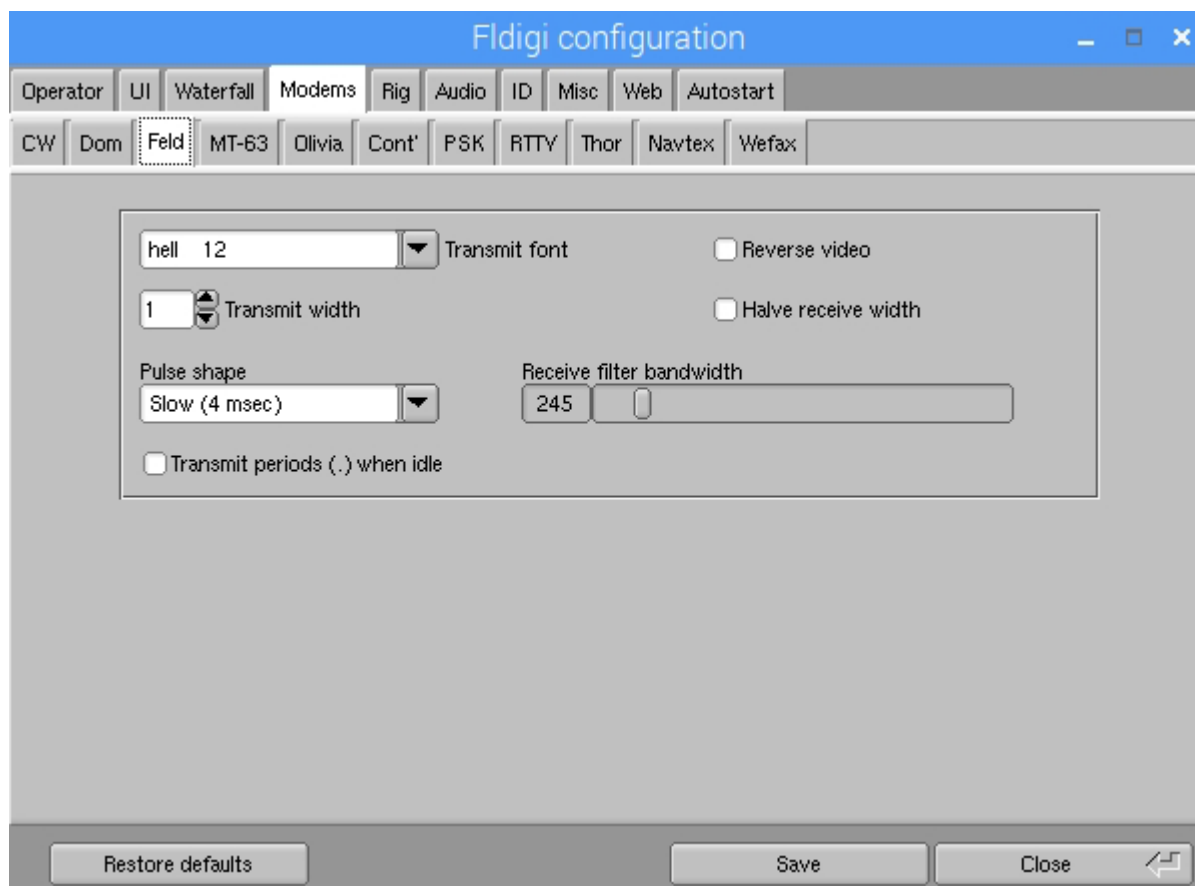 Fldigi configuration
Operator UI Waterfall Modems Rig Audio ID Misc Web Autostart
CW Dom Feld MT-63 Olivia Cont' PSK RTTY Thor Navtex Wefax
hell 12 Transmit font Reverse video
1 Transmit width Halve receive width
Pulse shape Receive filter bandwidth
Slow (4 msec) 245
Transmit periods (.) when idle
Restore defaults Save Close